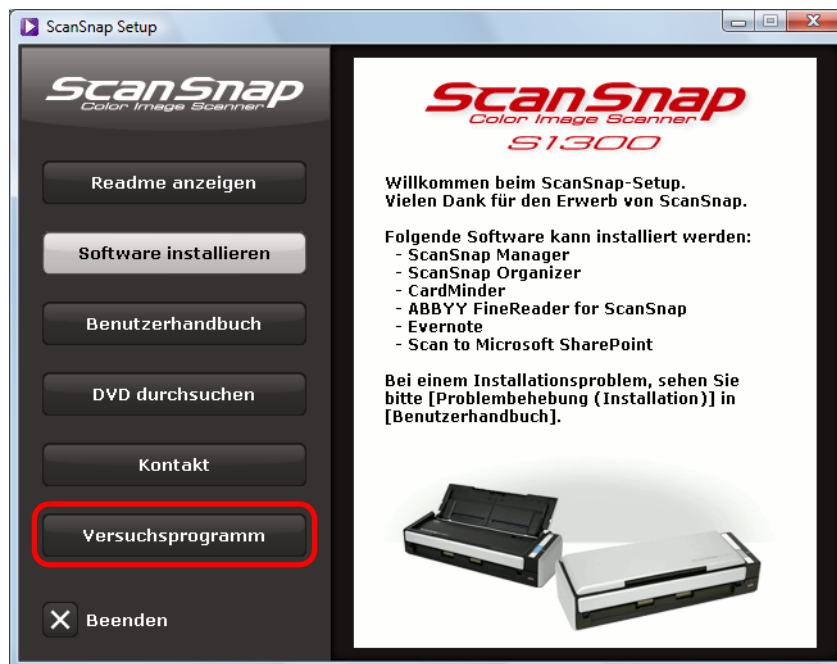 ScanSnap Setup
ScanSnap
Color Image Scanner
Readme anzeigen
Software installieren
Benutzerhandbuch
DVD durchsuchen
Kontakt
Versuchsprogramm
Beenden
ScanSnap
Color Image Scanner
S1300
Willkommen beim ScanSnap-Setup.
Vielen Dank für den Erwerb von ScanSnap.
Folgende Software kann installiert werden:
- ScanSnap Manager
- ScanSnap Organizer
- CardMinder
- ABBYY FineReader for ScanSnap
- Evernote
- Scan to Microsoft SharePoint
Bei einem Installationsproblem, sehen Sie
bitte [Problembehebung (Installation)] in
[Benutzerhandbuch].